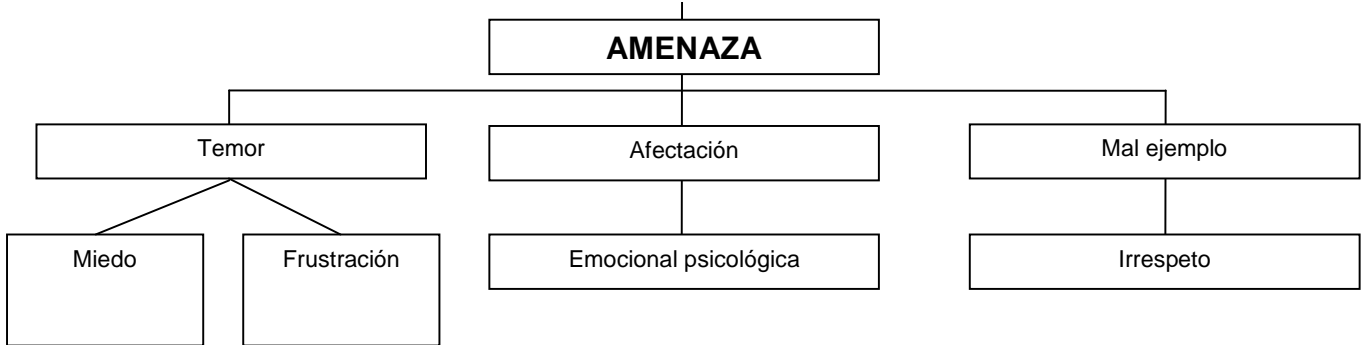 AMENAZA
Temor
Afectación
Mal ejemplo
Miedo
Frustración
Emocional psicológica
Irrespeto